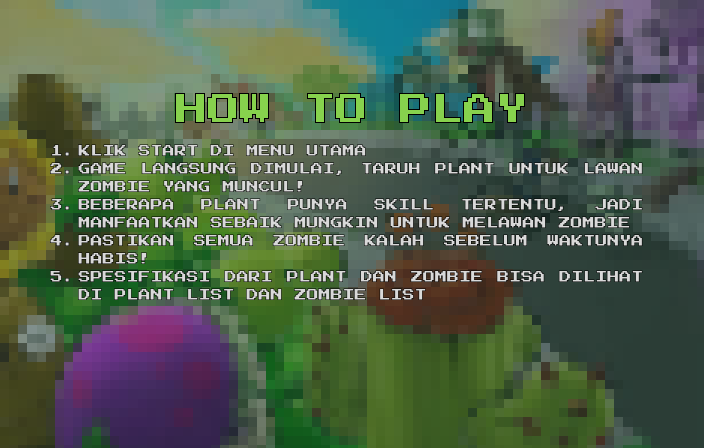 HOW TO PLAY
1. KLIK START DI MENU UTAMA
2. GAME LANGSUNG DIMULAI, TARUH PLANT UNTUK LAWAN
ZOMBIE YANG MUNCUL!
3. BEBERAPA PLANT PUNYA SKILL TERTENTU, JADI
MANFAATKAN SEBAIK MUNGKIN UNTUK MELAWAN ZOMBIE
4. PASTIKAN SEMUA ZOMBIE KALAH SEBELUM WAKTUNYA
HABIS!
5. SPESIFIKASI DARI PLANT DAN ZOMBIE BISA DILIHAT
DI PLANT LIST DAN ZOMBIE LIST